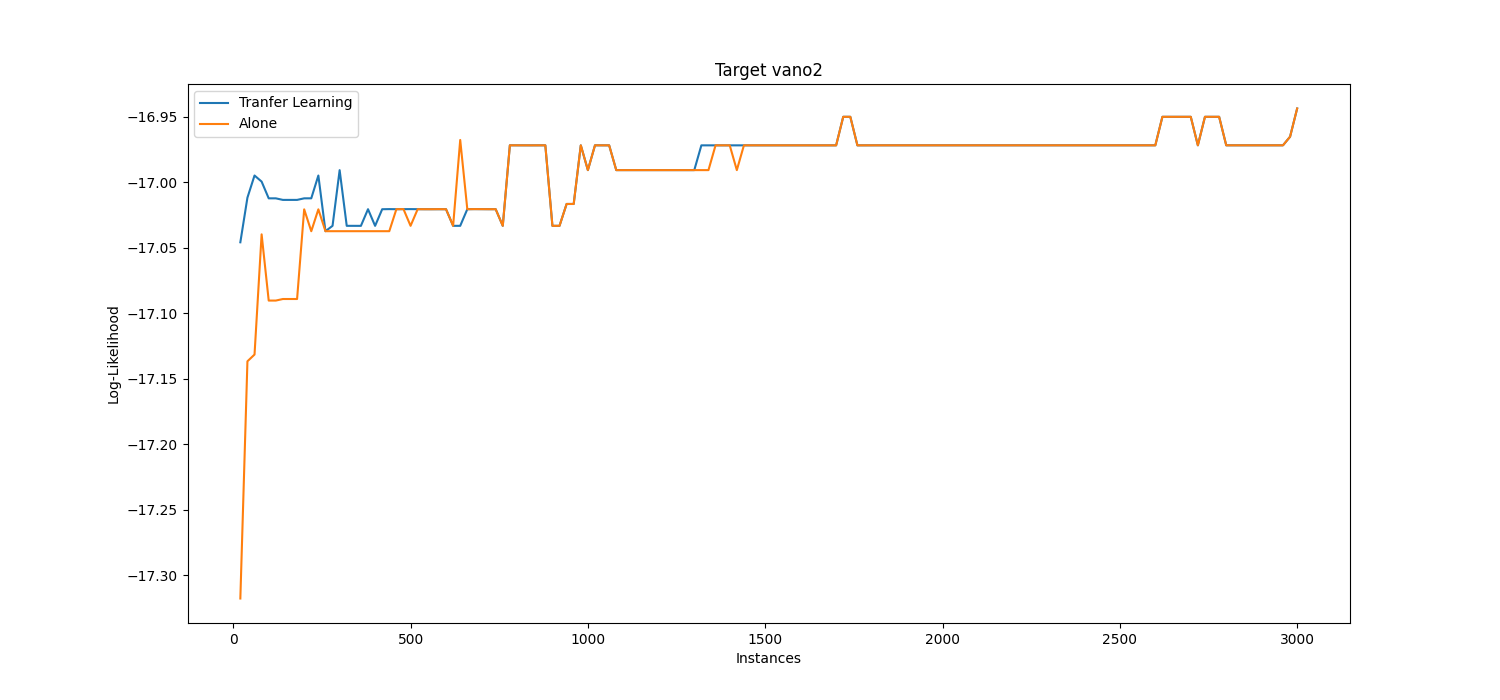 Target vano2
Tranfer Learning
Alone
Log-Likelihood
−16.95
−17.00
−17.05
−17.10
−17.15
−17.20
−17.25
−17.30
0 500 1000 1500 2000 2500 3000
Instances